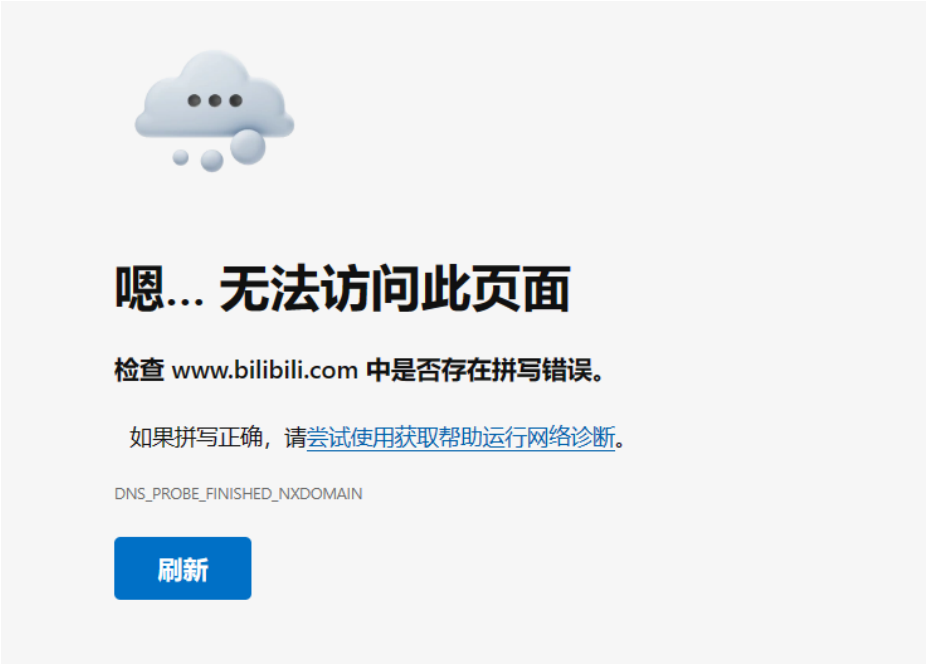 嗯... 无法访问此页面
检查 www.bilibili.com 中是否存在拼写错误。
如果拼写正确，请尝试使用获取帮助运行网络诊断。
DNS_PROBE_FINISHED_NXDOMAIN
刷新